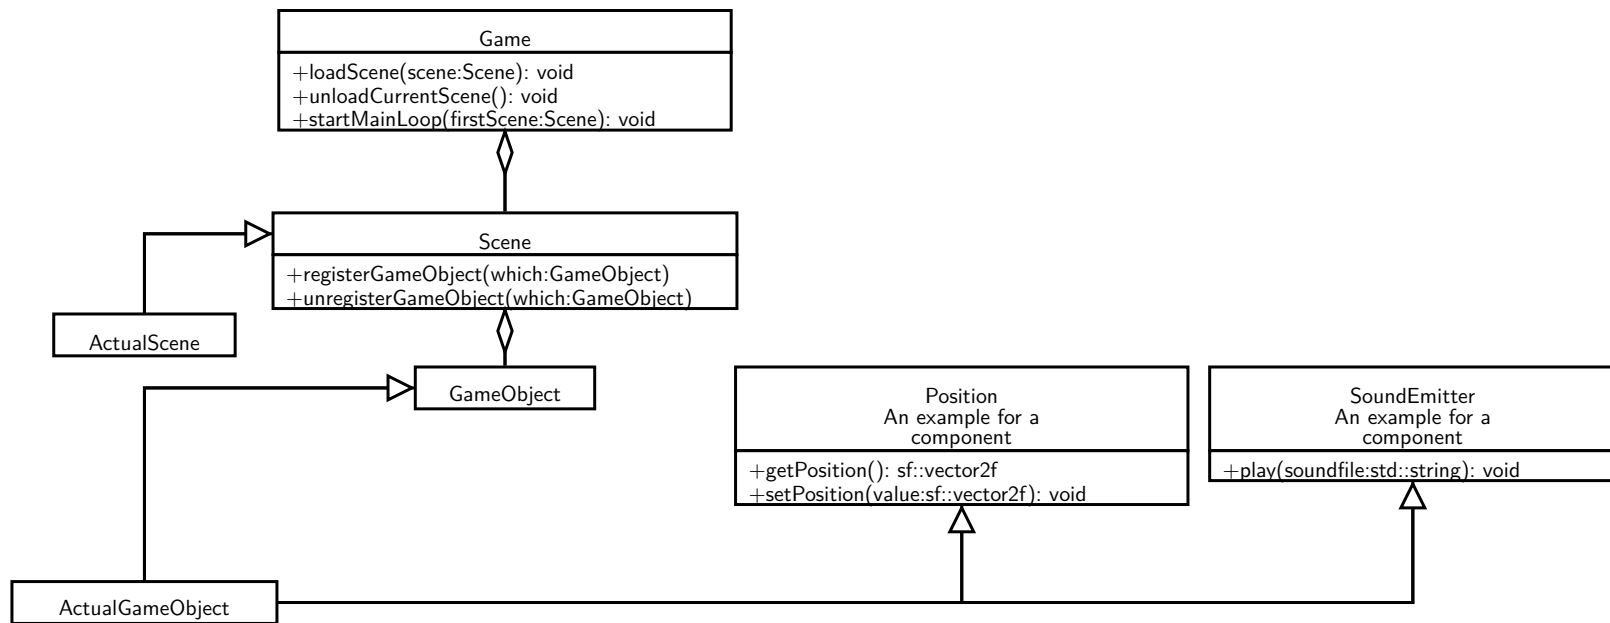 Game
+loadScene(scene:Scene): void
+unloadCurrentScene(): void
+startMainLoop(firstScene:Scene): void
Scene
+registerGameObject(which:GameObject)
+unregisterGameObject(which:GameObject)
ActualScene
GameObject
Position
An example for a
component
+getPosition(): sf::vector2f
+setPosition(value:sf::vector2f): void
SoundEmitter
An example for a
component
+play(soundfile:std::string): void
ActualGameObject